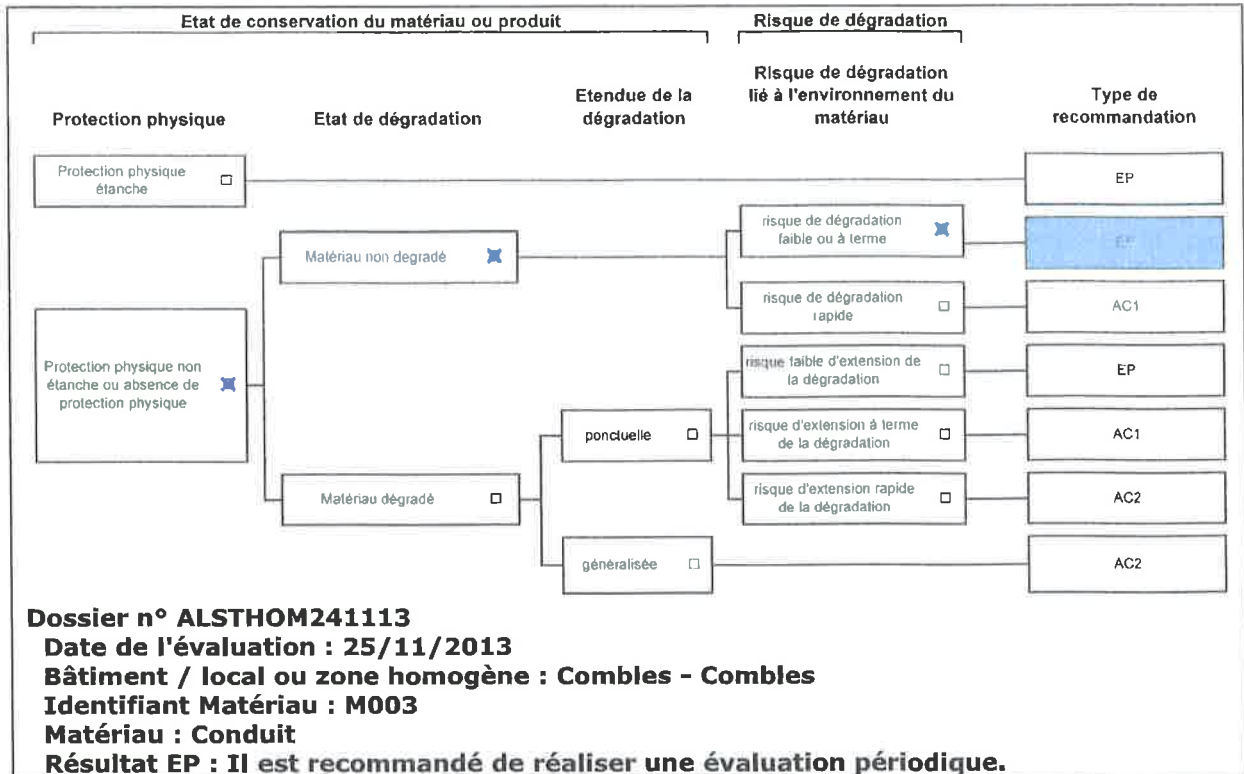 Etat de conservation du matériau ou produit
Risque de dégradation
Protection physique
Etat de dégradation
Etendue de la
dégradation
Risque de dégradation
lié à l'environnement du
matériau
Type de
recommandation
Protection physique
étanche
EP
Protection physique non
étanche ou absence de
protection physique
Matériau non degradé
risque de dégradation
faible ou à terme
EP
risque de dégradation
rapide
AC1
Matériau dégradé
ponctuelle
risque faible d'extension de
la dégradation
EP
risque d'extension à terme
de la dégradation
AC1
risque d'extension rapide
de la dégradation
AC2
généralisée
AC2
Dossier n° ALSTHOM241113
Date de l'évaluation : 25/11/2013
Bâtiment / local ou zone homogène : Combles - Combles
Identifiant Matériau : M003
Matériau : Conduit
Résultat EP : Il est recommandé de réaliser une évaluation périodique.